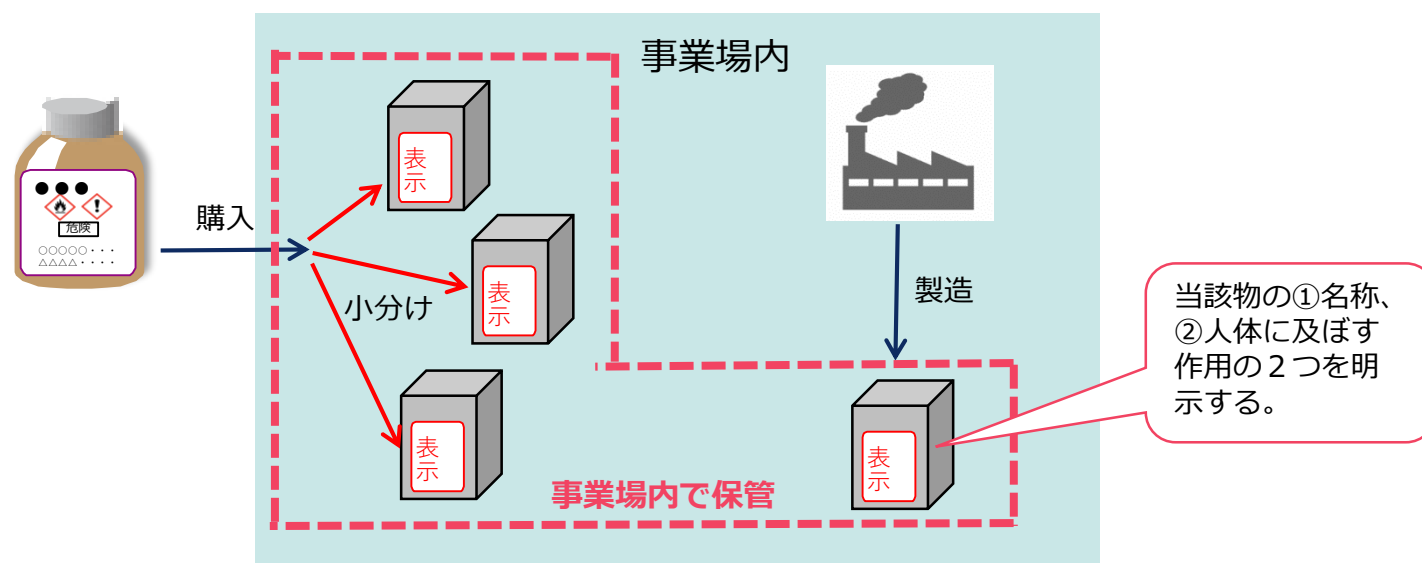 事業場内
●●●
危険
○○○○○・・・
△△△△・・・・
購入
小分け
表
示
表
示
表
示
製造
表
示
当該物の①名称、
②人体に及ぼす
作用の２つを明
示する。
事業場内で保管